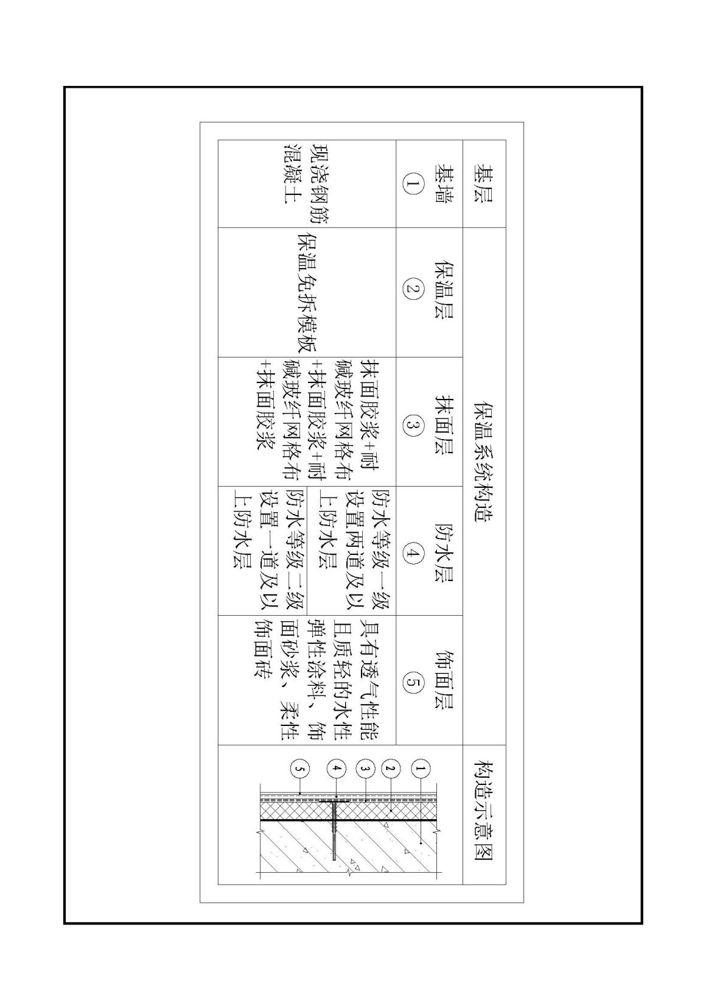 基层
保温系统构造
构造示意图
基墙
①
保温层
②
抹面层
③
防水层
④
饰面层
⑤
现浇钢筋
混凝土
保温免拆模板
抹面胶浆+耐
碱玻纤网格布
+抹面胶浆+耐
碱玻纤网格布
+抹面胶浆
防水等级一级
设置两道及以
上防水层
防水等级二级
设置一道及以
上防水层
具有透气性能
且质轻的水性
弹性涂料、饰
面砂浆、柔性
饰面砖
1
2
3
4
5